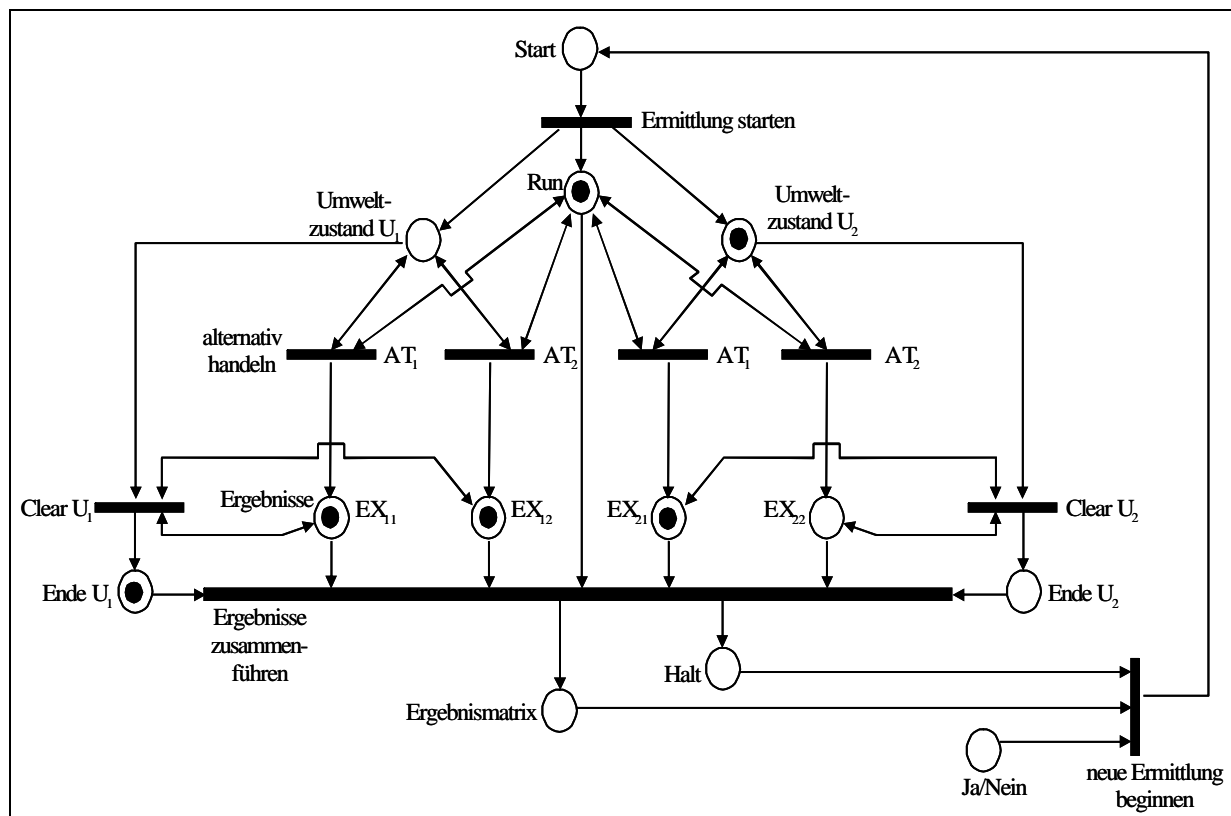 Start
Ermittlung starten
Run
Umwelt-
zustand U1
Umwelt-
zustand U2
alternativ
handeln
AT1
AT2
AT1
AT2
Clear U1
Ergebnisse
EX11
EX12
EX21
EX22
Clear U2
Ende U1
Ende U2
Ergebnisse
zusammen-
führen
Halt
Ergebnismatrix
Ja/Nein
neue Ermittlung
beginnen